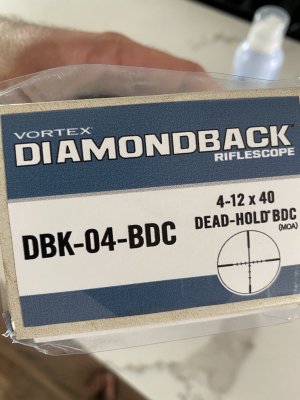 VORTEX®
DIAMONDBACK®
RIFLESCOPE
DBK-04-BDC
4-12 x 40
DEAD-HOLD® BDC
(MOA)